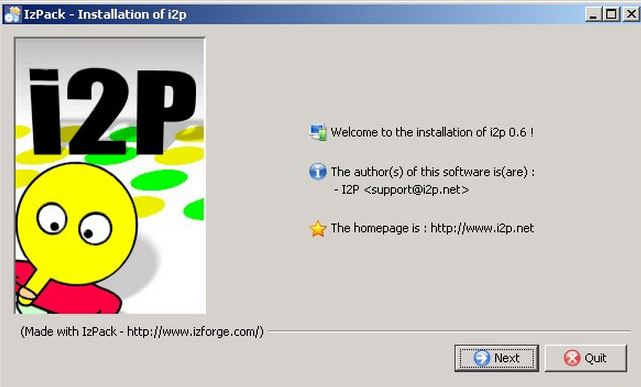 IzPack - Installation of i2p
i2P
Welcome to the installation of i2p 0.6 !
The author(s) of this software is(are) :
- I2P <support@i2p.net>
The homepage is : http://www.i2p.net
(Made with IzPack - http://www.izforge.com/)
Next
Quit